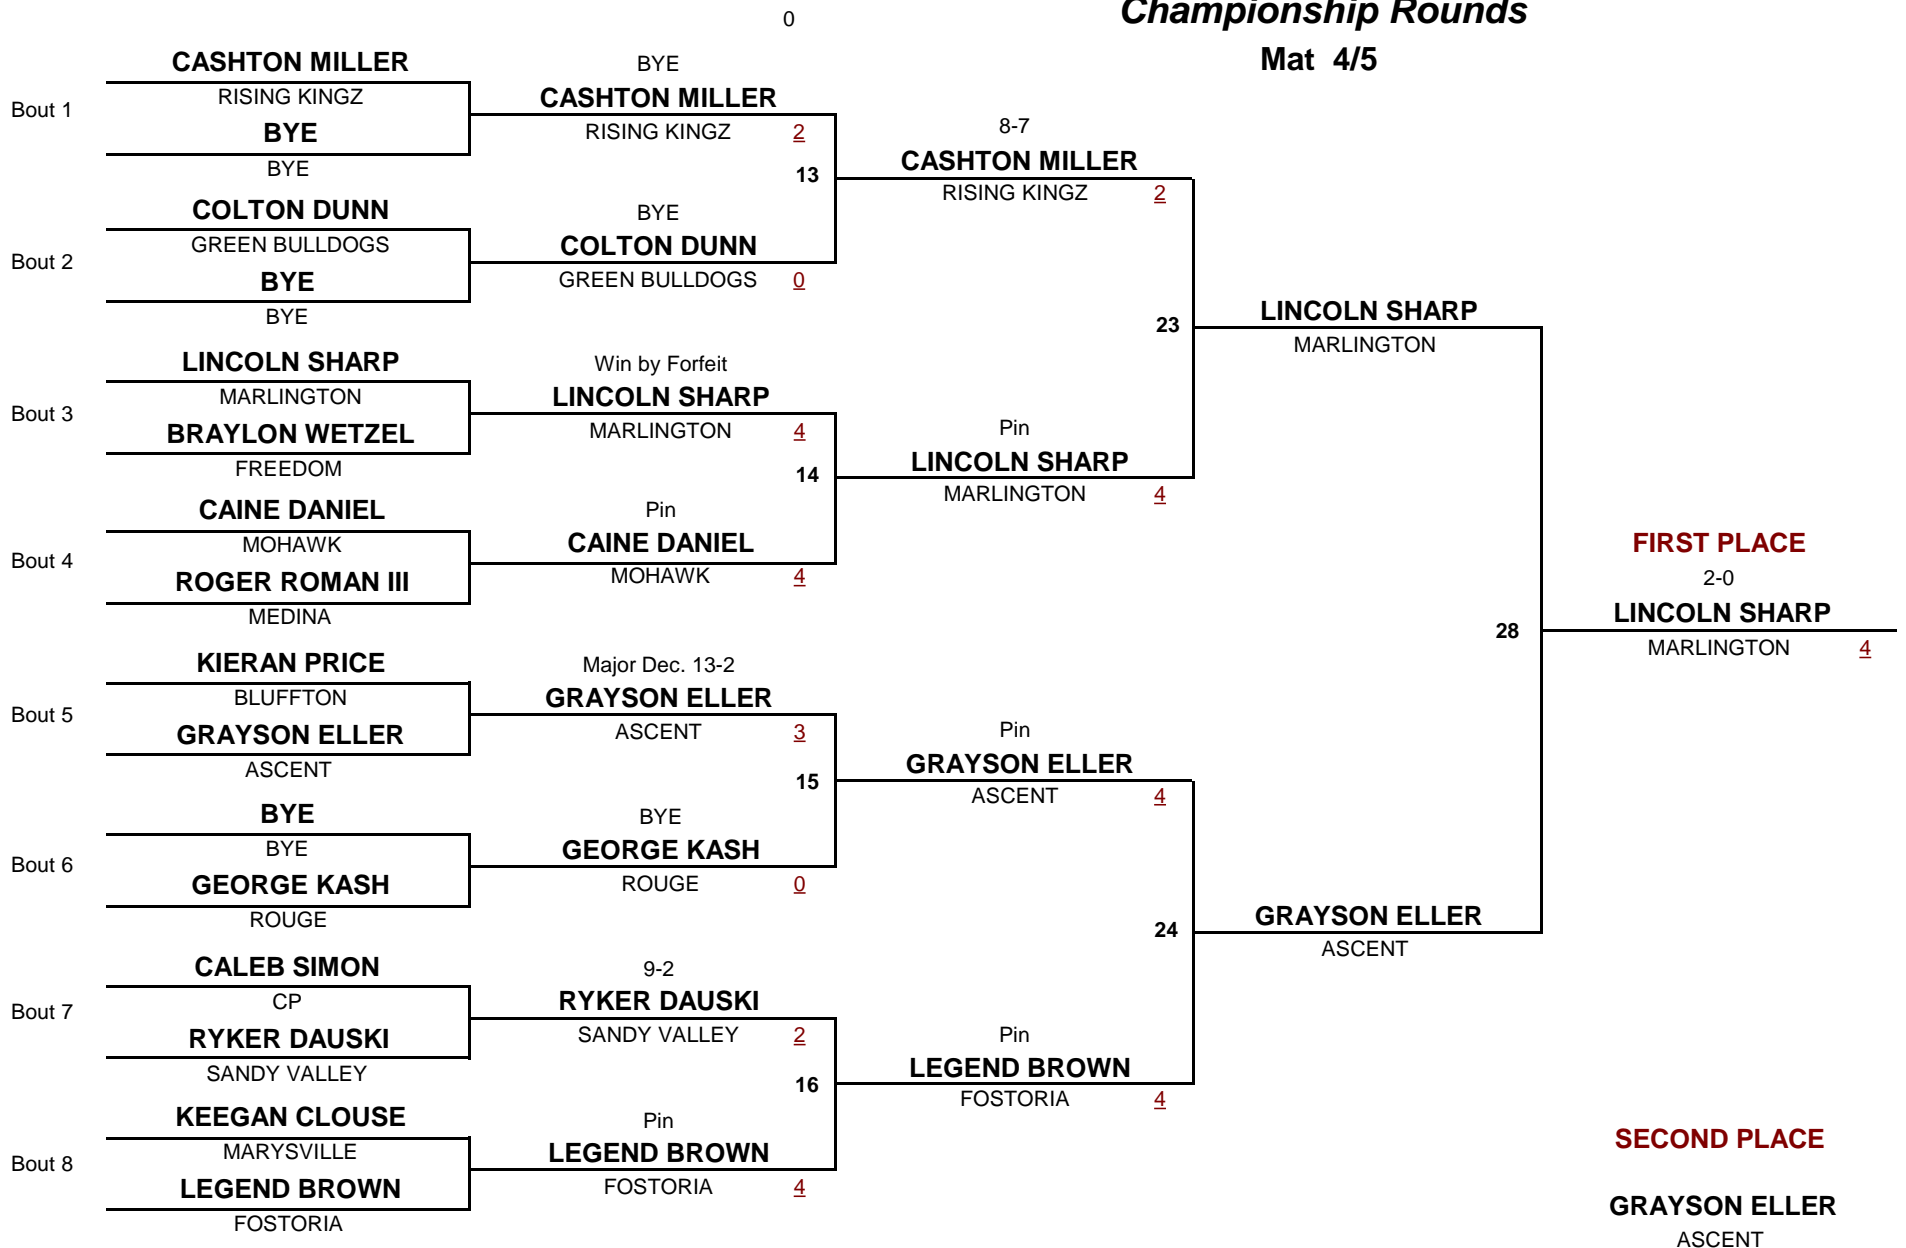 0
Championship Rounds
Mat 4/5
CASHTON MILLER
RISING KINGZ
Bout 1
BYE
BYE
COLTON DUNN
GREEN BULLDOGS
Bout 2
BYE
BYE
LINCOLN SHARP
MARLINGTON
Bout 3
BRAYLON WETZEL
FREEDOM
CAINE DANIEL
MOHAWK
Bout 4
ROGER ROMAN III
MEDINA
KIERAN PRICE
BLUFFTON
Bout 5
GRAYSON ELLER
ASCENT
BYE
BYE
Bout 6
GEORGE KASH
ROUGE
CALEB SIMON
CP
Bout 7
RYKER DAUSKI
SANDY VALLEY
KEEGAN CLOUSE
MARYSVILLE
Bout 8
LEGEND BROWN
FOSTORIA
BYE
CASHTON MILLER
RISING KINGZ 2
13
BYE
COLTON DUNN
GREEN BULLDOGS 0
Win by Forfeit
LINCOLN SHARP
MARLINGTON 4
14
Pin
CAINE DANIEL
MOHAWK 4
Major Dec. 13-2
GRAYSON ELLER
ASCENT 3
15
BYE
GEORGE KASH
ROUGE 0
9-2
RYKER DAUSKI
SANDY VALLEY 2
16
Pin
LEGEND BROWN
FOSTORIA 4
8-7
CASHTON MILLER
RISING KINGZ 2
23
Pin
LINCOLN SHARP
MARLINGTON 4
Pin
GRAYSON ELLER
ASCENT 4
24
Pin
LEGEND BROWN
FOSTORIA 4
LINCOLN SHARP
MARLINGTON
28
GRAYSON ELLER
ASCENT
FIRST PLACE
2-0
LINCOLN SHARP
MARLINGTON 4
SECOND PLACE
GRAYSON ELLER
ASCENT